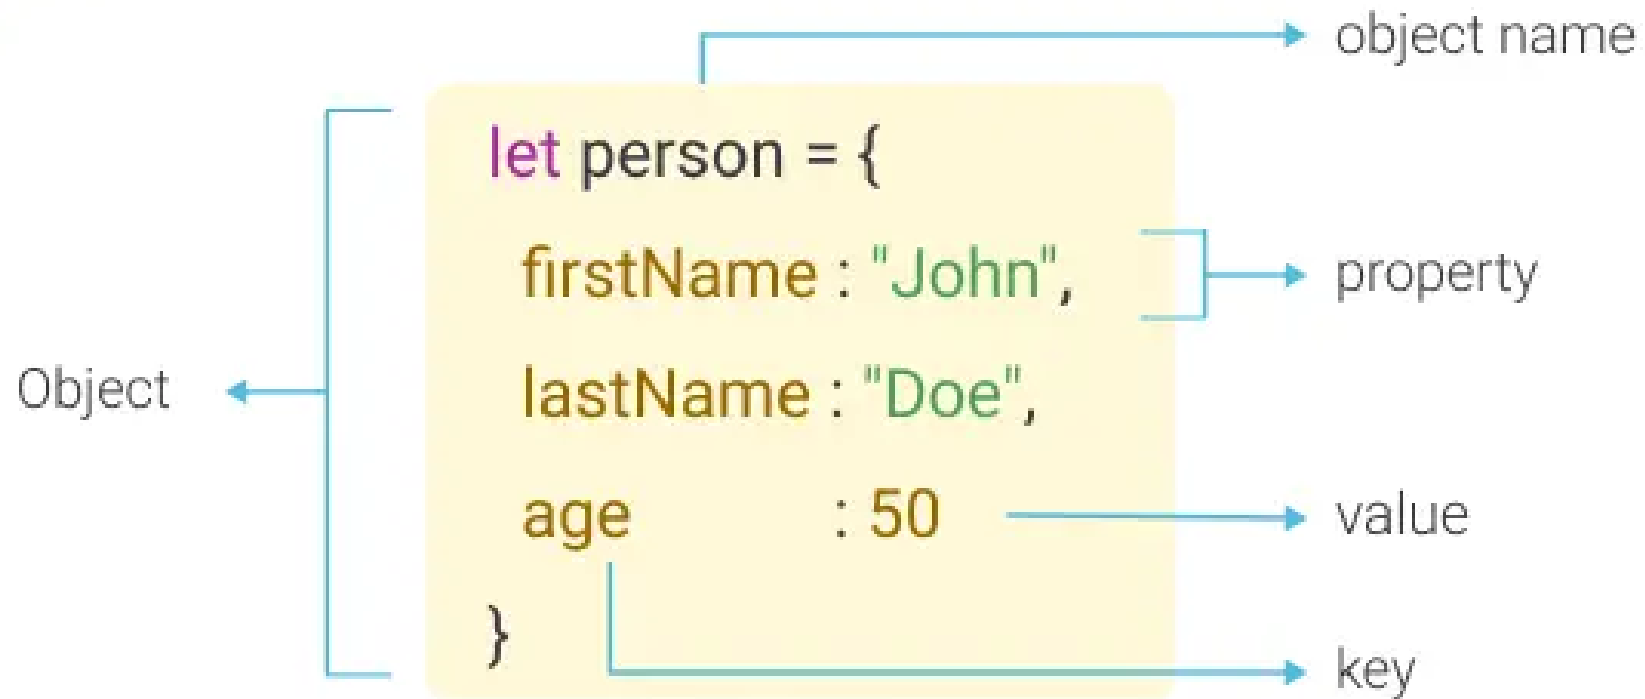 object name
let person = {
firstName : "John",
property
lastName : "Doe",
Object
age : 50
value
}
key